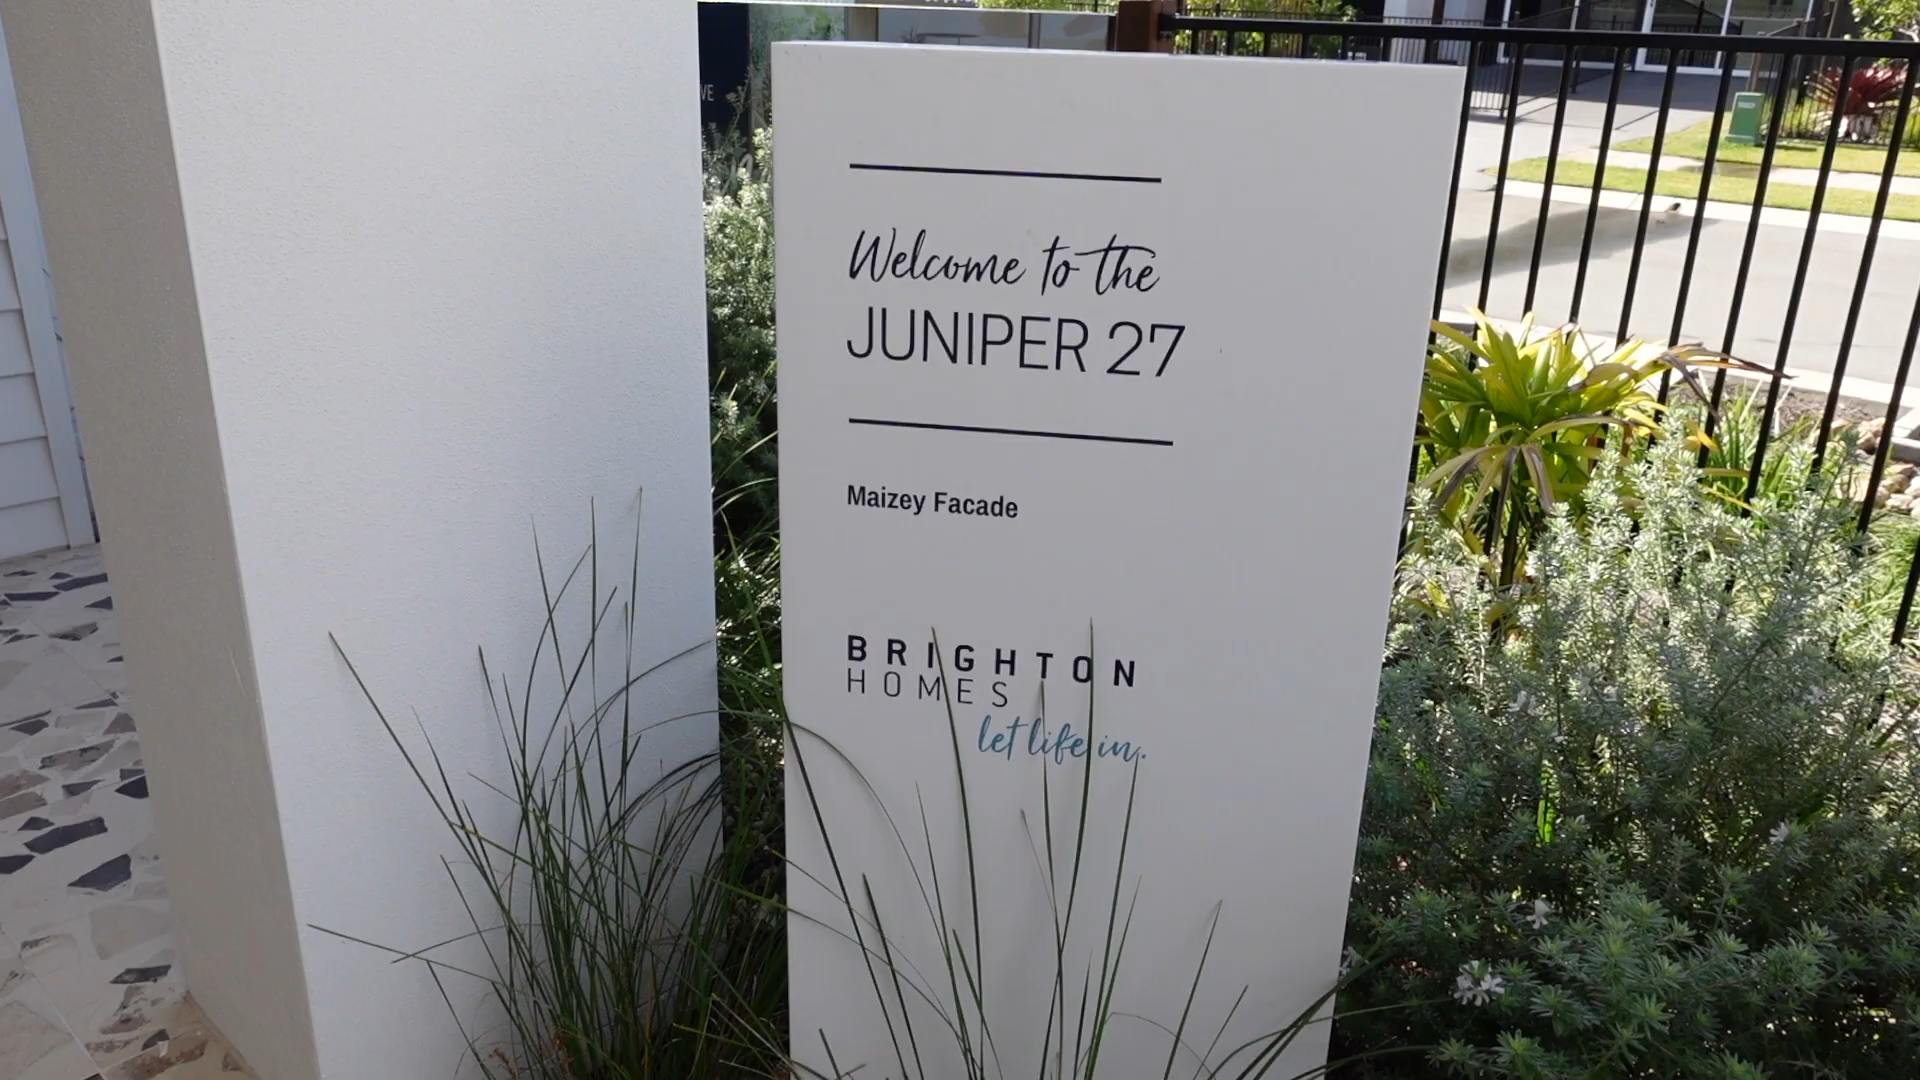 Welcome to the
JUNIPER 27
Maizey Facade
BRIGHTON
HOMES
let life in.